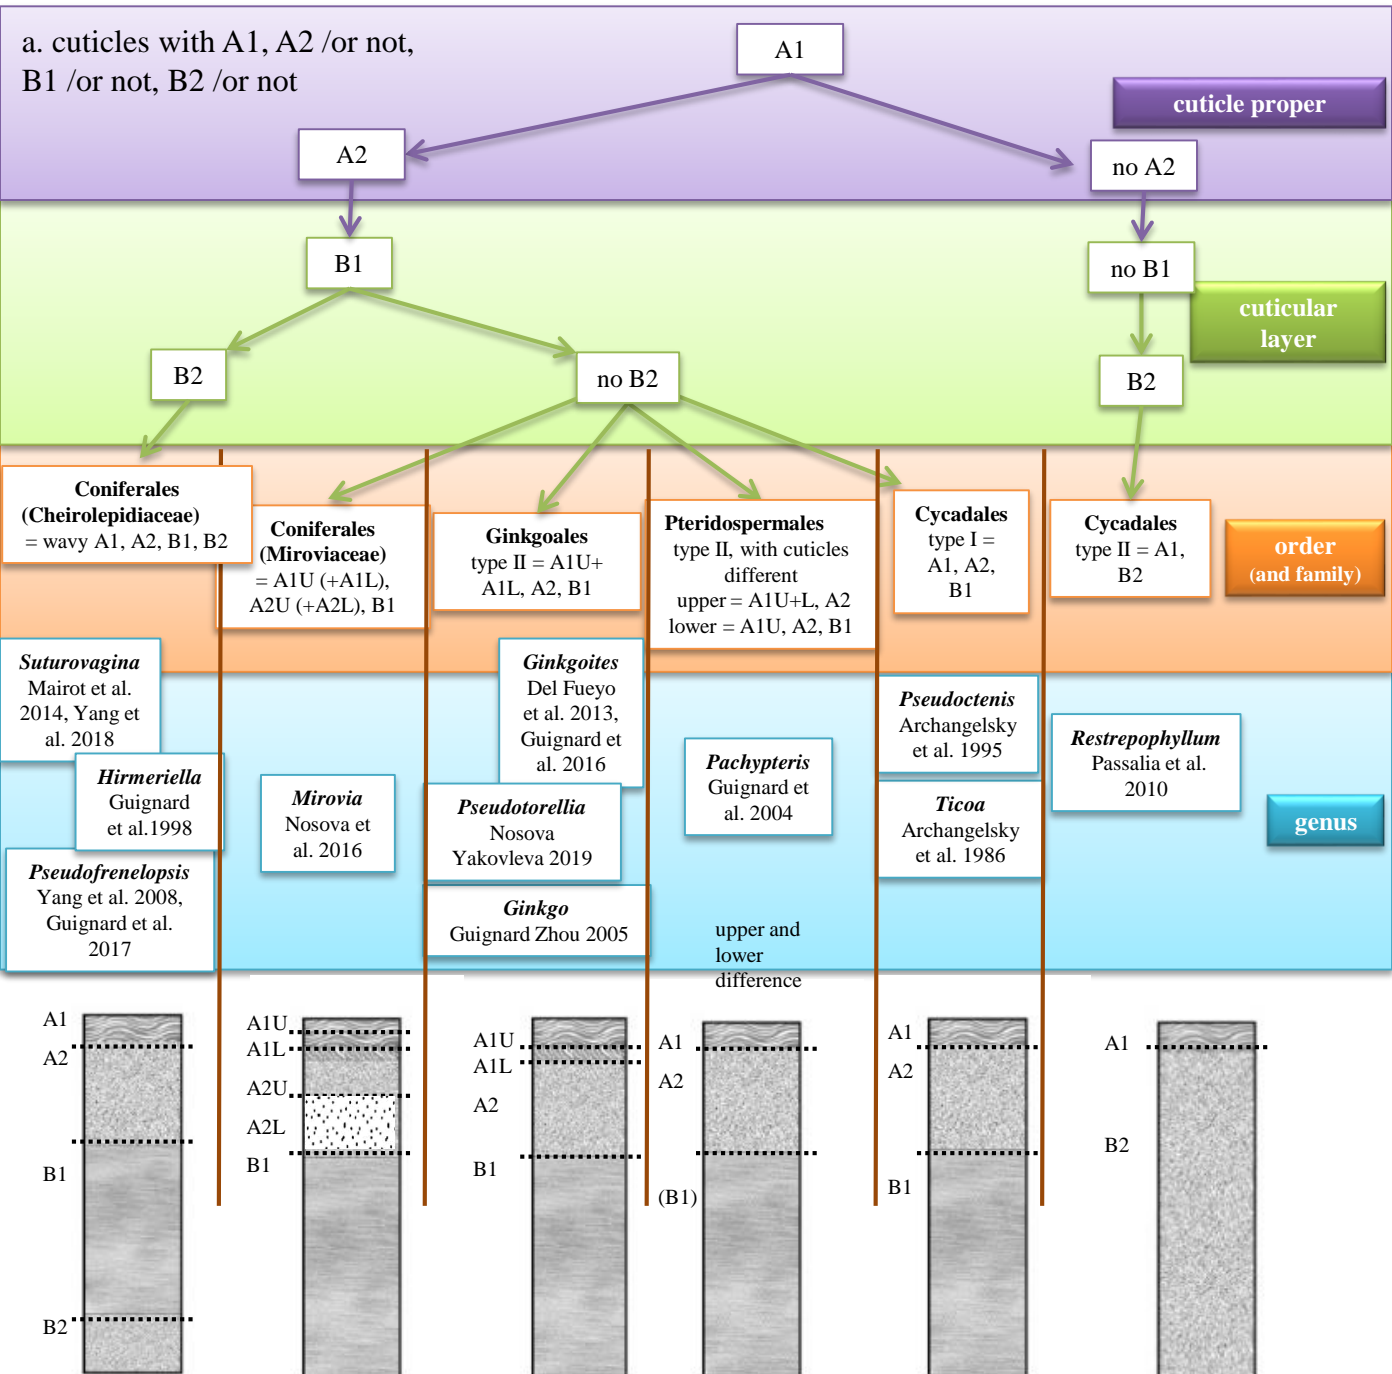 a. cuticles with A1, A2 /or not,
B1 /or not, B2 /or not
A1
cuticle proper
A2
no A2
B1
no B1
cuticular
layer
B2
no B2
B2
Coniferales
(Cheirolepidiaceae)
= wavy A1, A2, B1, B2
Coniferales
(Miroviaceae)
= A1U (+A1L),
A2U (+A2L), B1
Ginkgoales
type II = A1U+
A1L, A2, B1
Pteridospermales
type II, with cuticles
different
upper = A1U+L, A2
lower = A1U, A2, B1
Cycadales
type I =
A1, A2,
B1
Cycadales
type II = A1,
B2
order
(and family)
Suturovagina
Mairot et al.
2014, Yang et
al. 2018
Hirmeriella
Guignard
et al.1998
Pseudofrenelopsis
Yang et al. 2008,
Guignard et al.
2017
Mirovia
Nosova et
al. 2016
Ginkgoites
Del Fueyo
et al. 2013,
Guignard et
al. 2016
Pseudotorellia
Nosova
Yakovleva 2019
Ginkgo
Guignard Zhou 2005
Pachypteris
Guignard et
al. 2004
upper and
lower
difference
Pseudoctenis
Archangelsky
et al. 1995
Ticoa
Archangelsky
et al. 1986
Restrepophyllum
Passalia et al.
2010
genus
A1
A2
B1
B2
A1U
A1L
A2U
A2L
B1
A1U
A1L
A2
B1
A1
A2
(B1)
A1
A2
B1
A1
B2